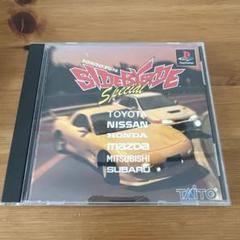 SIDE BY SIDE
Special
TOYOTA
NISSAN
HONDA
mazda
MITSUBISHI
SUBARU
TAITO